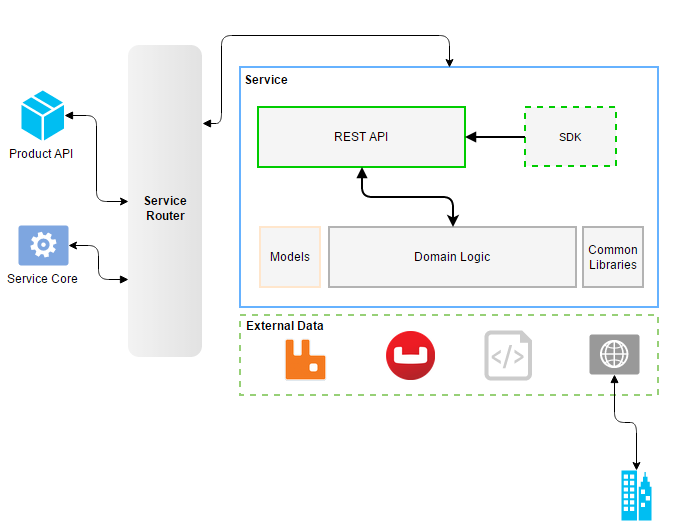 Service
REST API
SDK
Product API
Service
Router
Models
Domain Logic
Common
Libraries
Service Core
External Data